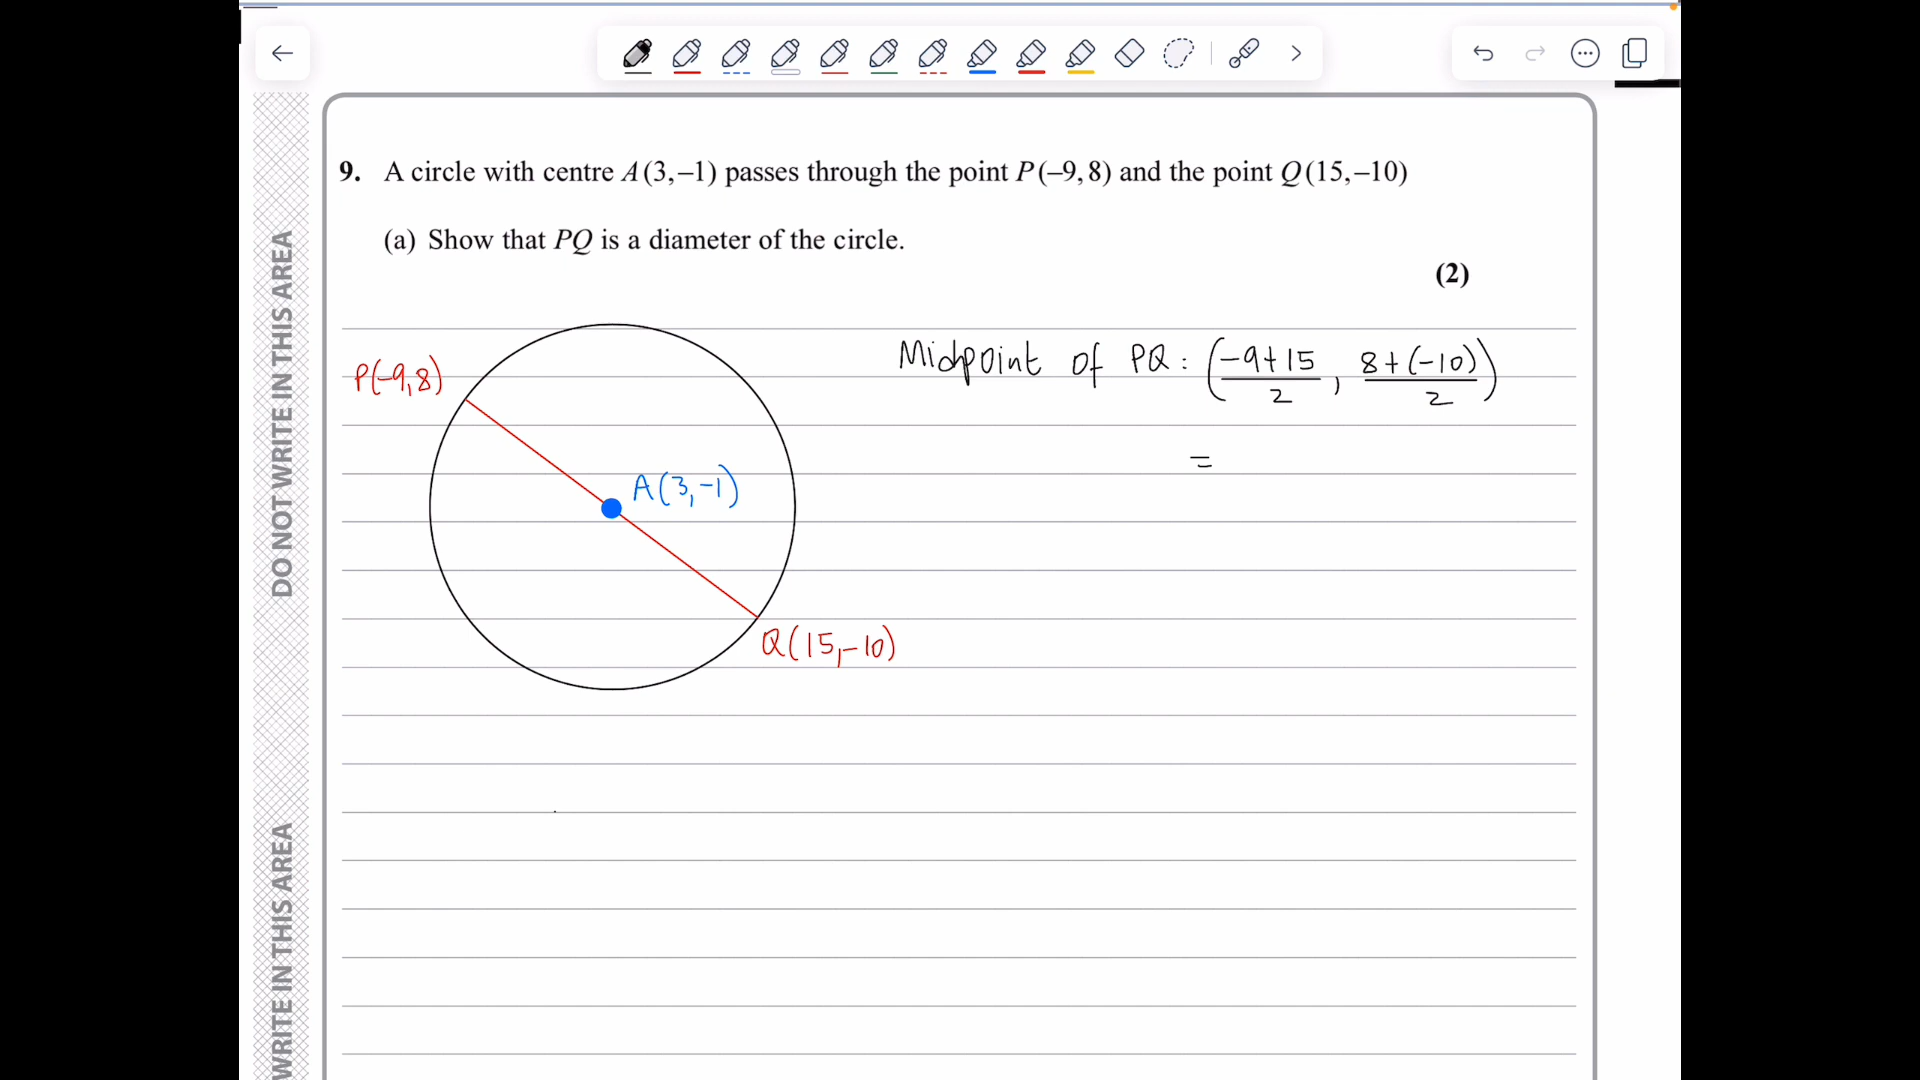 9. A circle with centre A(3,–1) passes through the point P(–9,8) and the point Q(15,–10)
(a) Show that PQ is a diameter of the circle.
(2)
DO NOT WRITE IN THIS AREA
P(-9,8)
A(3,-1)
Q(15,-10)
Midpoint of PQ: (-9+15/2, 8+(-10)/2)
=
WRITE IN THIS AREA